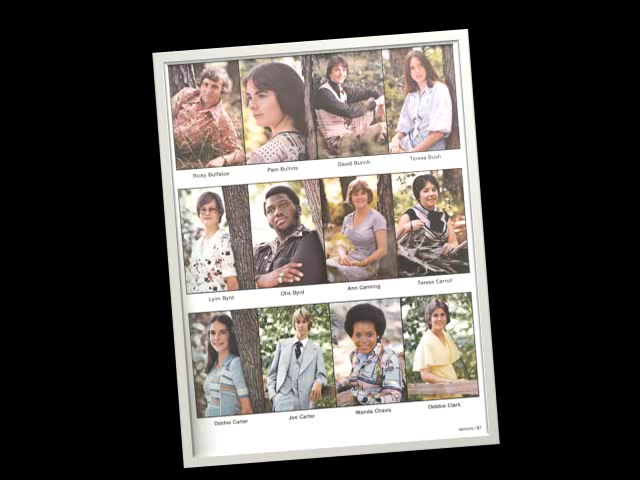 Ricky Buffaloe
Pam Bullins
David Bunch
Teresa Bush
Lynn Byrd
Otis Byrd
Ann Canning
Teresa Carroll
Debbie Carter
Joe Carter
Wanda Chavis
Debbie Clark
seniors / 87